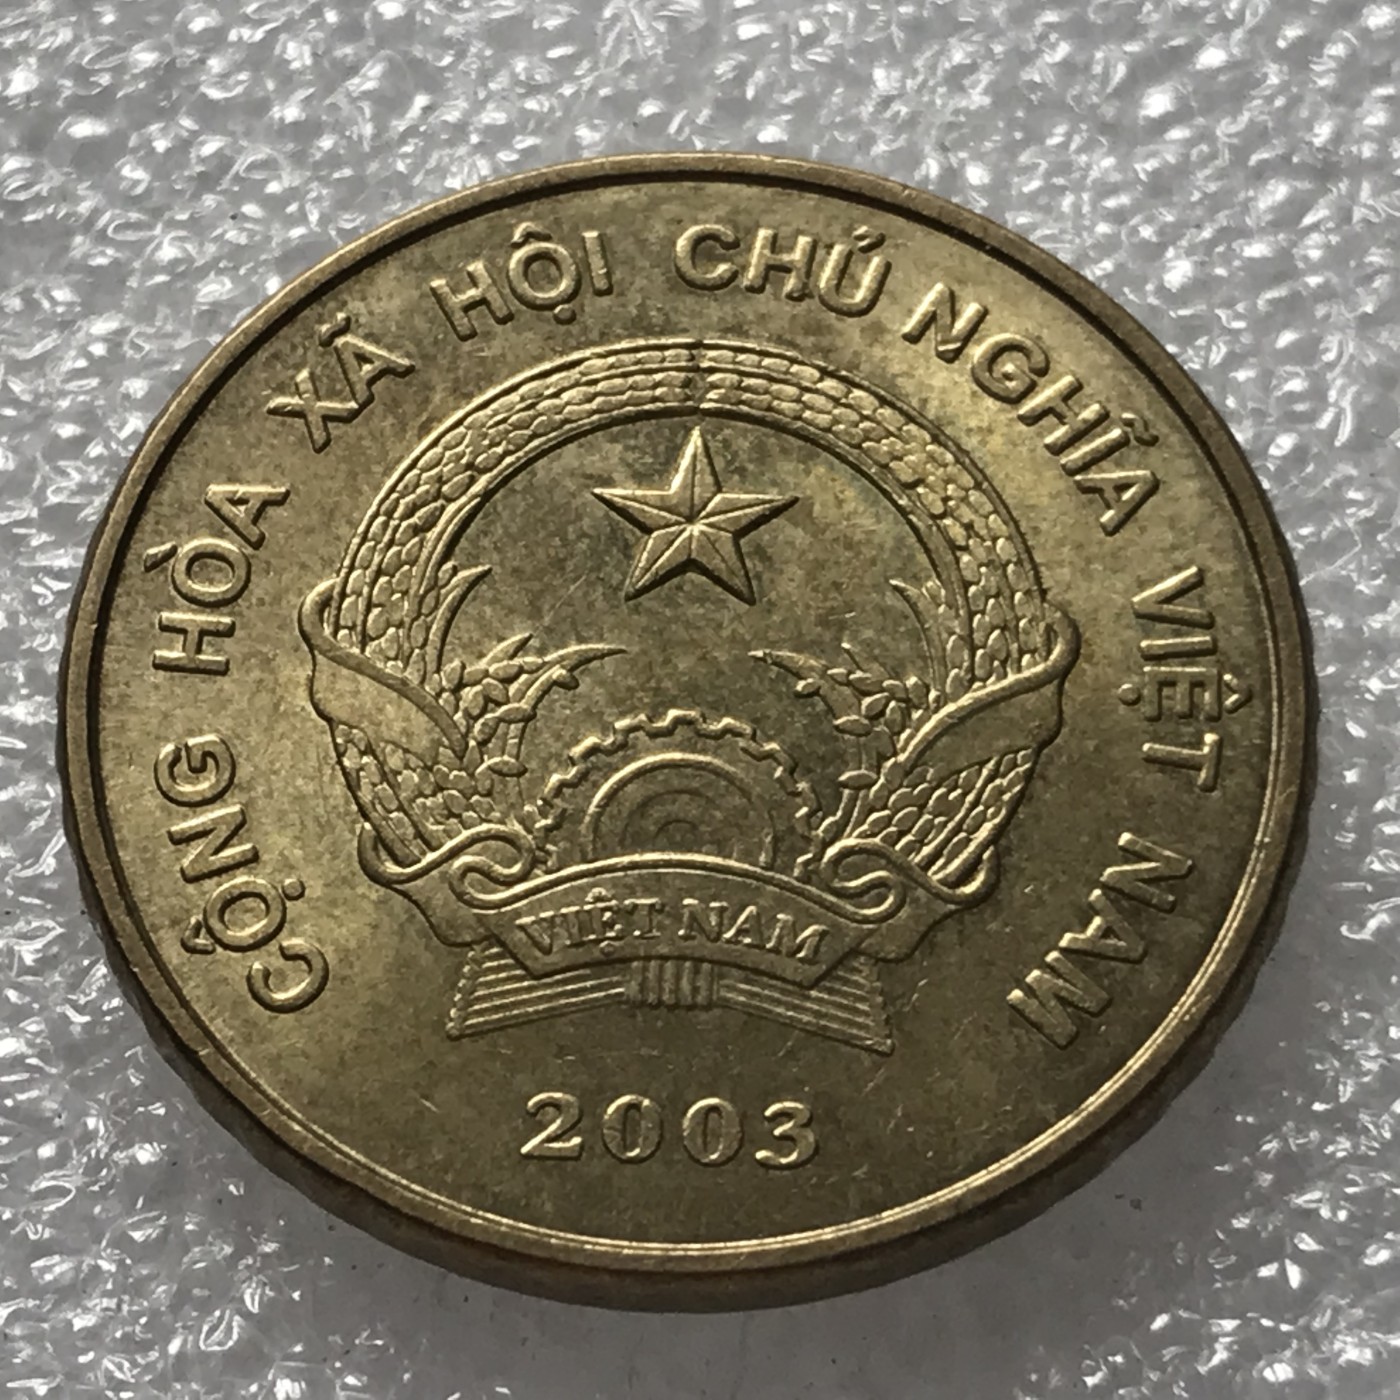 CỘNG HÒA XÃ HỘI CHỦ NGHĨA VIỆT NAM
VIỆT NAM
2003